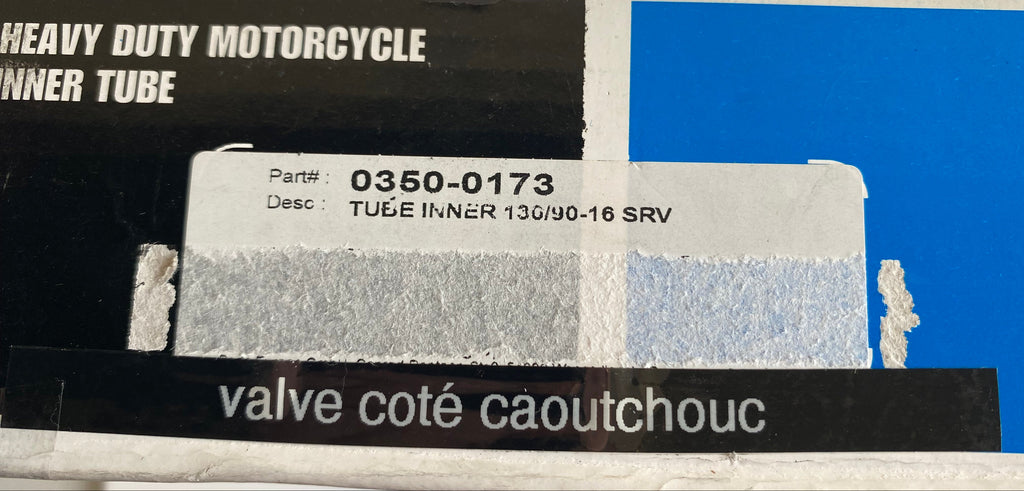 HEAVY DUTY MOTORCYCLE
INNER TUBE
Part# : 0350-0173
Desc : TUBE INNER 130/90-16 SRV
valve coté caoutchouc